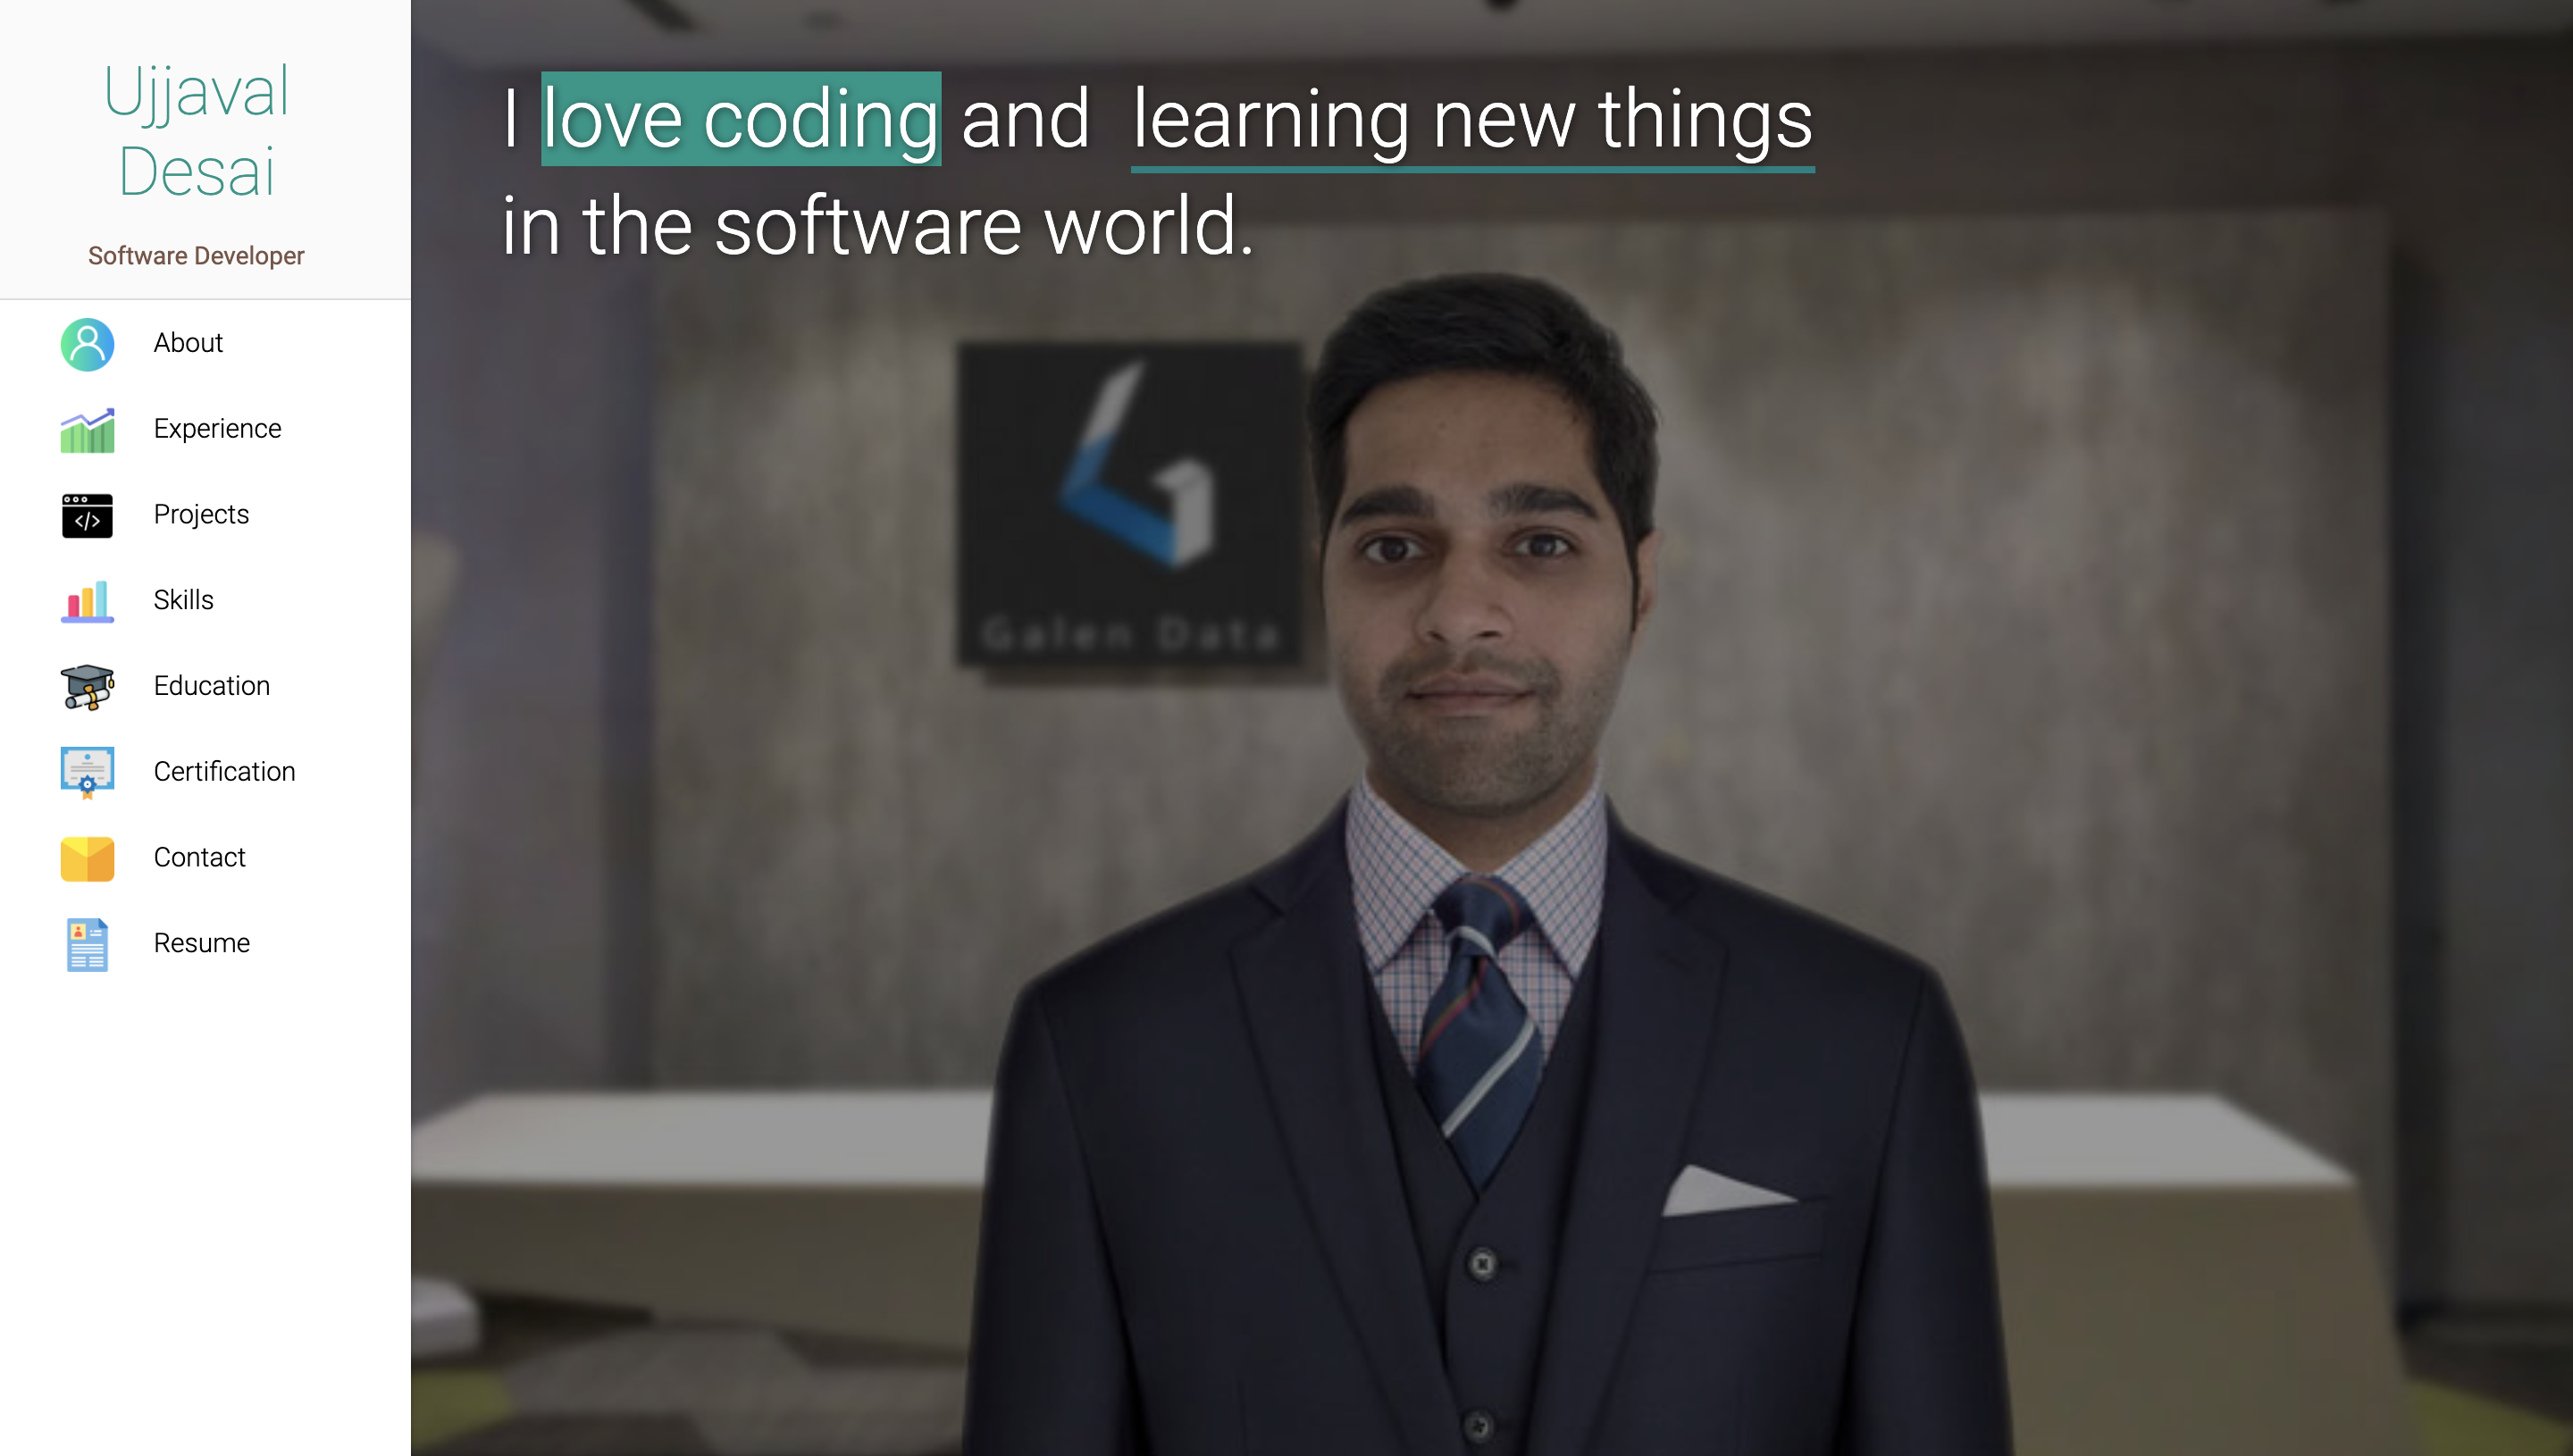 Ujjaval
Desai
Software Developer
About
Experience
Projects
</>
Skills
Education
Certification
Contact
Resume
I love coding and learning new things
in the software world.
Galen Data